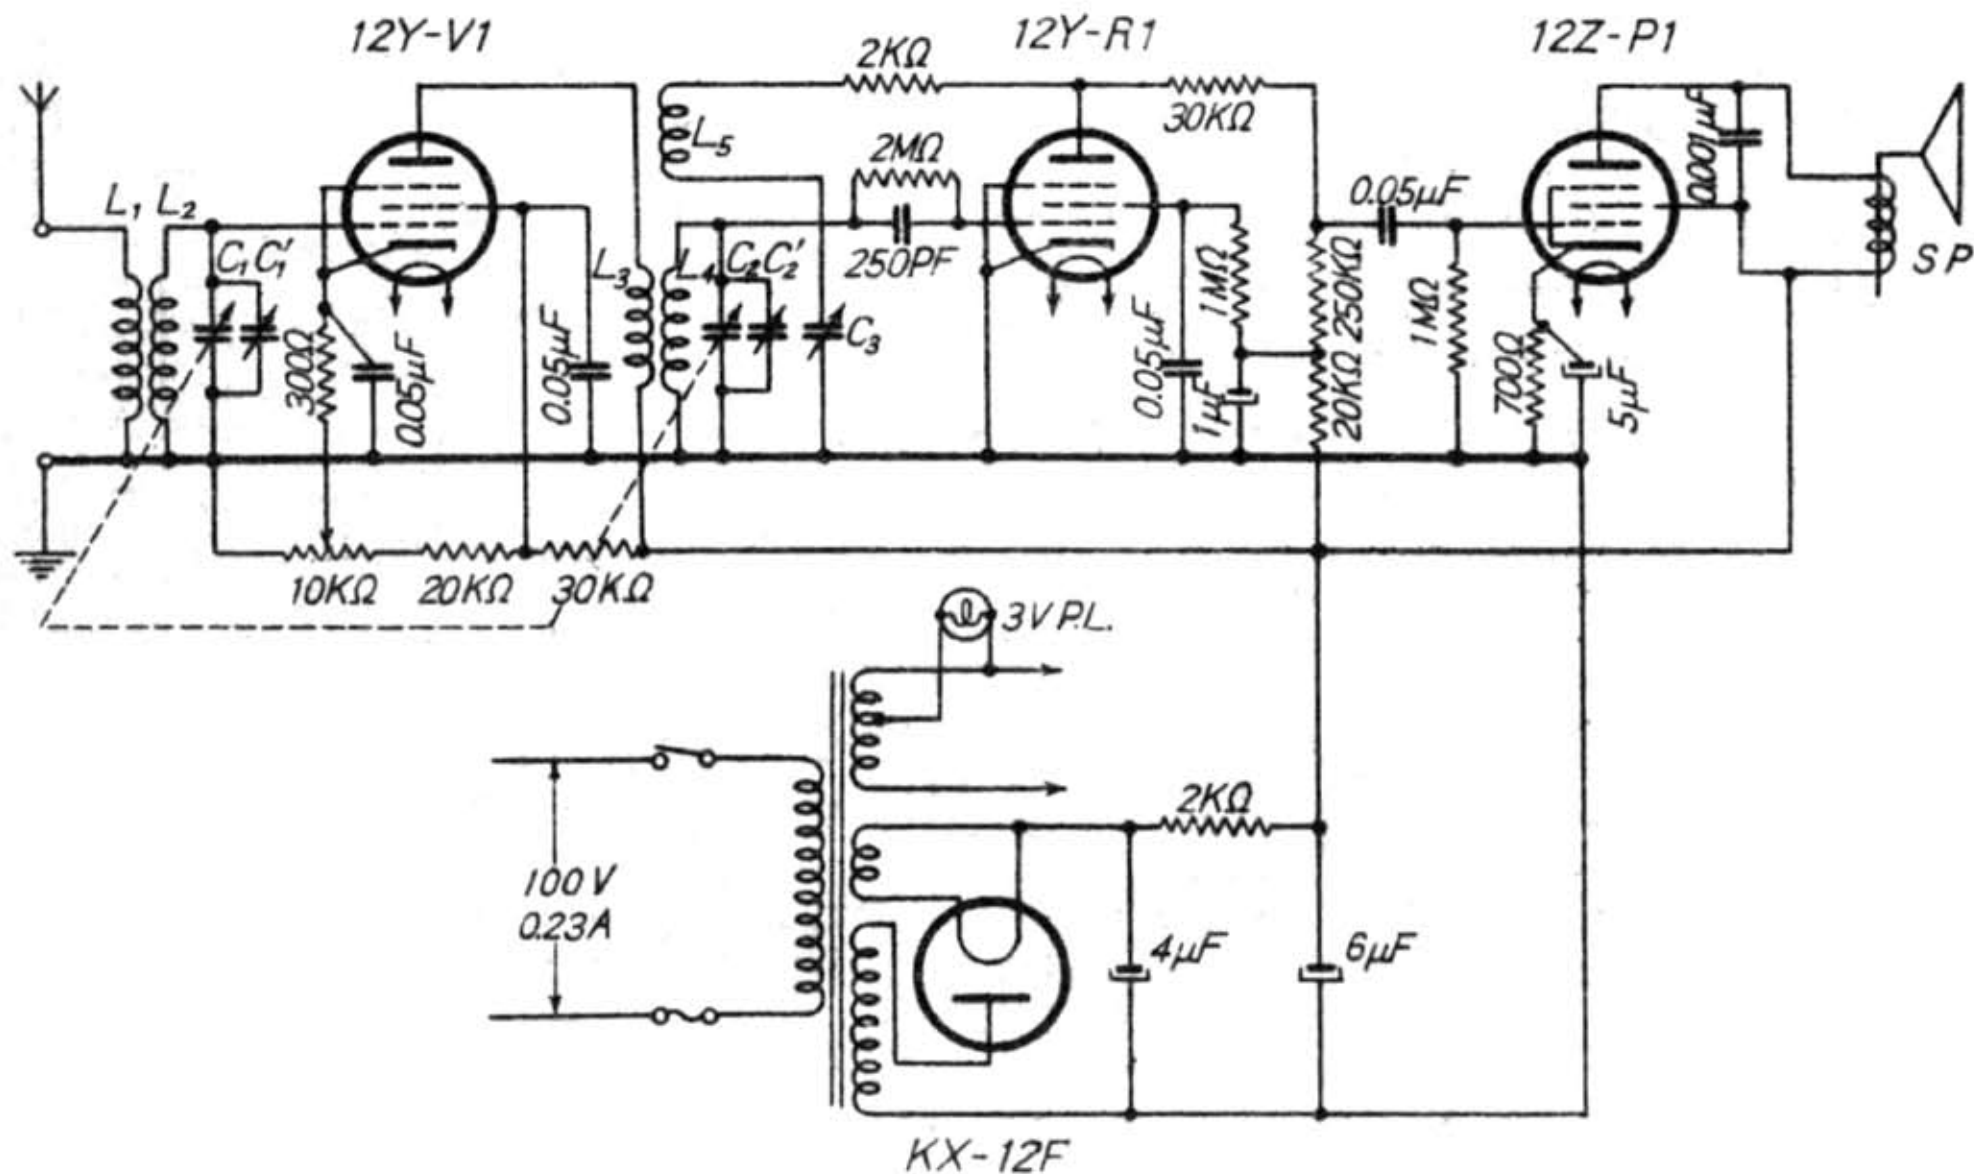 12Y-V1
12Y-R1
12Z-P1
2KΩ
30KΩ
0.001μF
L5
2MΩ
0.05μF
L1 L2
C1 C1'
250PF
L3
L4
C2 C2'
C3
SP
300Ω
0.05μF
0.05μF
0.05μF
1MΩ
1μF
250KΩ
20KΩ
1MΩ
700Ω
5μF
10KΩ
20KΩ
30KΩ
3V P.L.
2KΩ
100V
0.23A
4μF
6μF
KX-12F